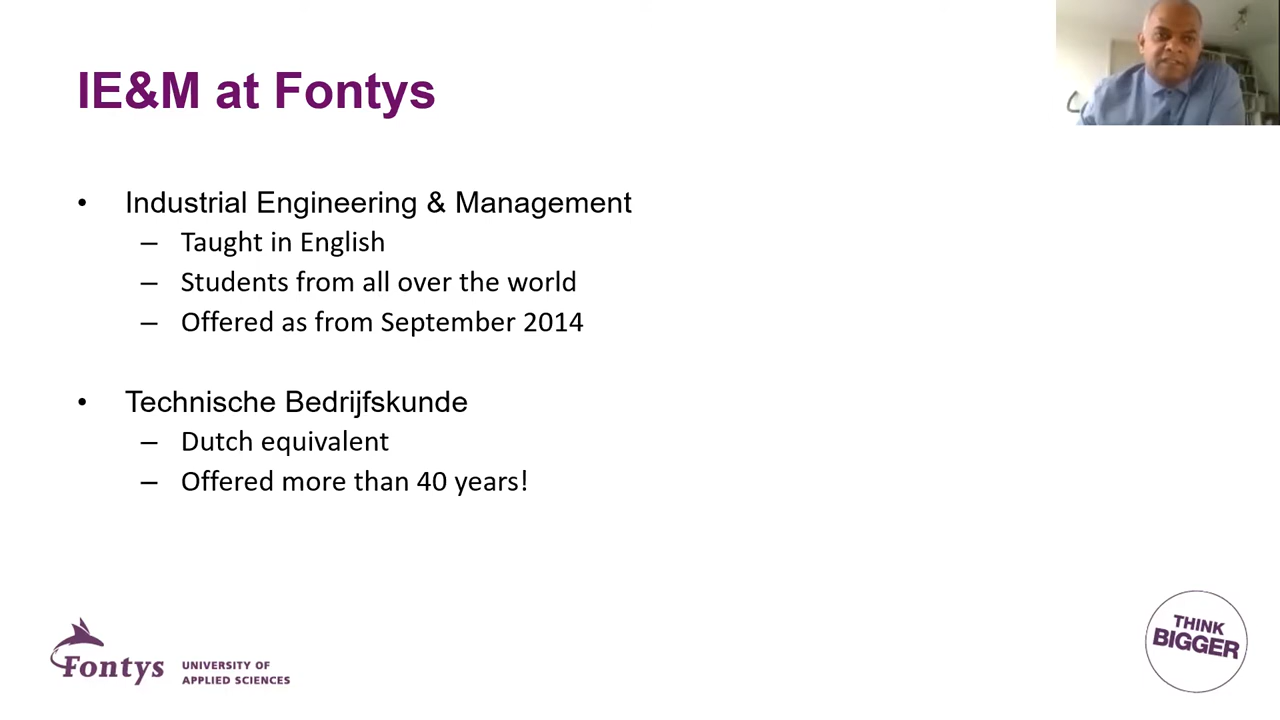 IE&M at Fontys
• Industrial Engineering & Management
– Taught in English
– Students from all over the world
– Offered as from September 2014
• Technische Bedrijfskunde
– Dutch equivalent
– Offered more than 40 years!
Fontys
UNIVERSITY OF
APPLIED SCIENCES
THINK
BIGGER